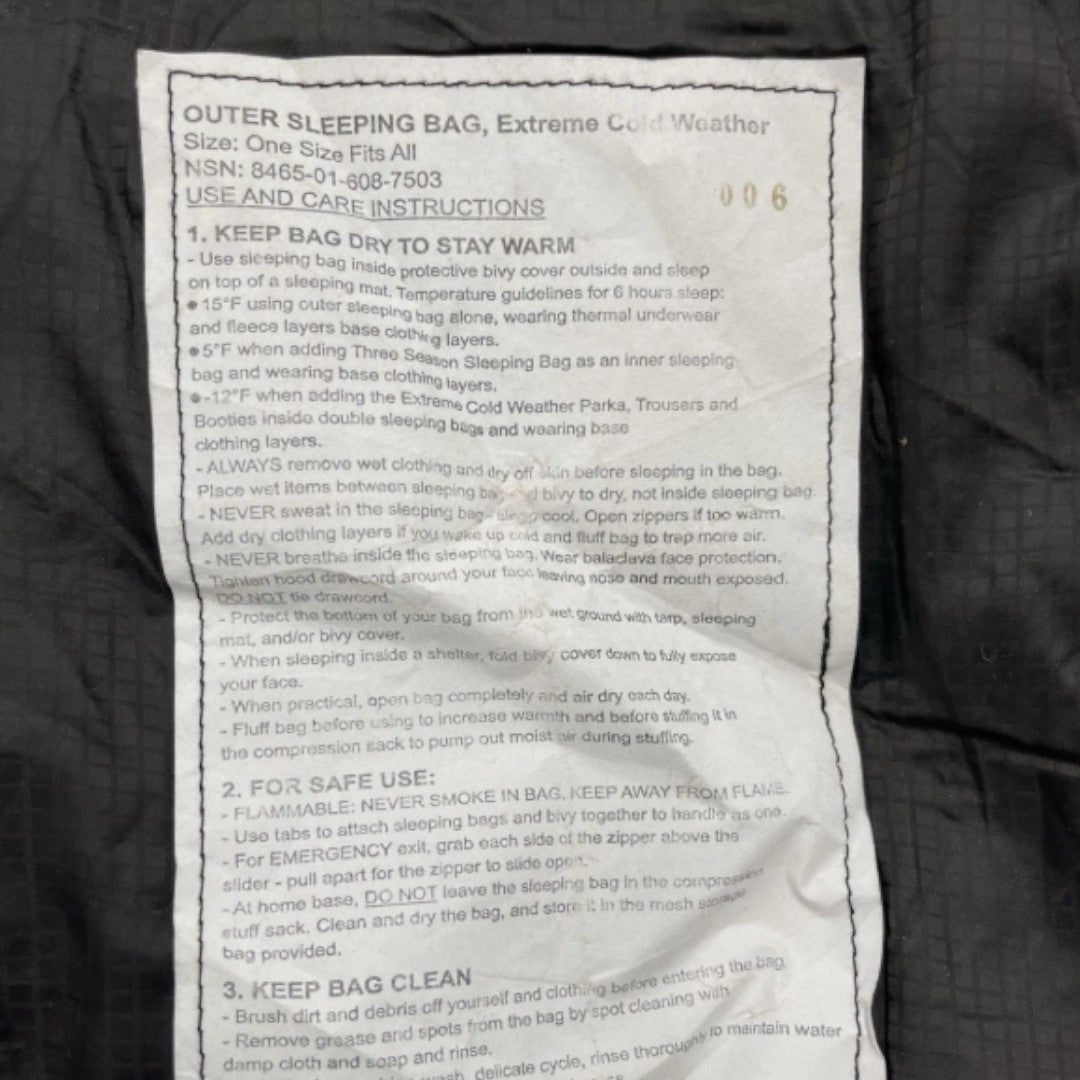 OUTER SLEEPING BAG, Extreme Cold Weather
Size: One Size Fits All
NSN: 8465-01-608-7503
006
USE AND CARE INSTRUCTIONS
1. KEEP BAG DRY TO STAY WARM
- Use sleeping bag inside protective bivy cover outside and sleep
on top of a sleeping mat. Temperature guidelines for 6 hours sleep:
● 15°F using outer sleeping bag alone, wearing thermal underwear
and fleece layers base clothing layers.
● 5°F when adding Three Season Sleeping Bag as an inner sleeping
bag and wearing base clothing layers.
● -12°F when adding the Extreme Cold Weather Parka, Trousers and
Booties inside double sleeping bags and wearing base
clothing layers.
- ALWAYS remove wet clothing and dry off skin before sleeping in the bag.
Place wet items between sleeping bag and bivy to dry, not inside sleeping bag.
- NEVER sweat in the sleeping bag - sleep cool. Open zippers if too warm.
Add dry clothing layers if you wake up cold and fluff bag to trap more air.
- NEVER breathe inside the sleeping bag. Wear balaclava face protection.
Tighten hood drawcord around your face leaving nose and mouth exposed.
DO NOT tie drawcord.
- Protect the bottom of your bag from the wet ground with tarp, sleeping
mat, and/or bivy cover.
- When sleeping inside a shelter, fold bivy cover down to fully expose
your face.
- When practical, open bag completely and air dry each day.
- Fluff bag before using to increase warmth and before stuffing it in
the compression sack to pump out moist air during stuffing.
2. FOR SAFE USE:
- FLAMMABLE: NEVER SMOKE IN BAG. KEEP AWAY FROM FLAME.
- Use tabs to attach sleeping bags and bivy together to handle as one.
- For EMERGENCY exit, grab each side of the zipper above the
slider - pull apart for the zipper to slide open.
- At home base, DO NOT leave the sleeping bag in the compression
stuff sack. Clean and dry the bag, and store it in the mesh storage
bag provided.
3. KEEP BAG CLEAN
- Brush dirt and debris off yourself and clothing before entering the bag.
- Remove grease and spots from the bag by spot cleaning with
damp cloth and soap and rinse.
wash, delicate cycle, rinse thoroughly to maintain water